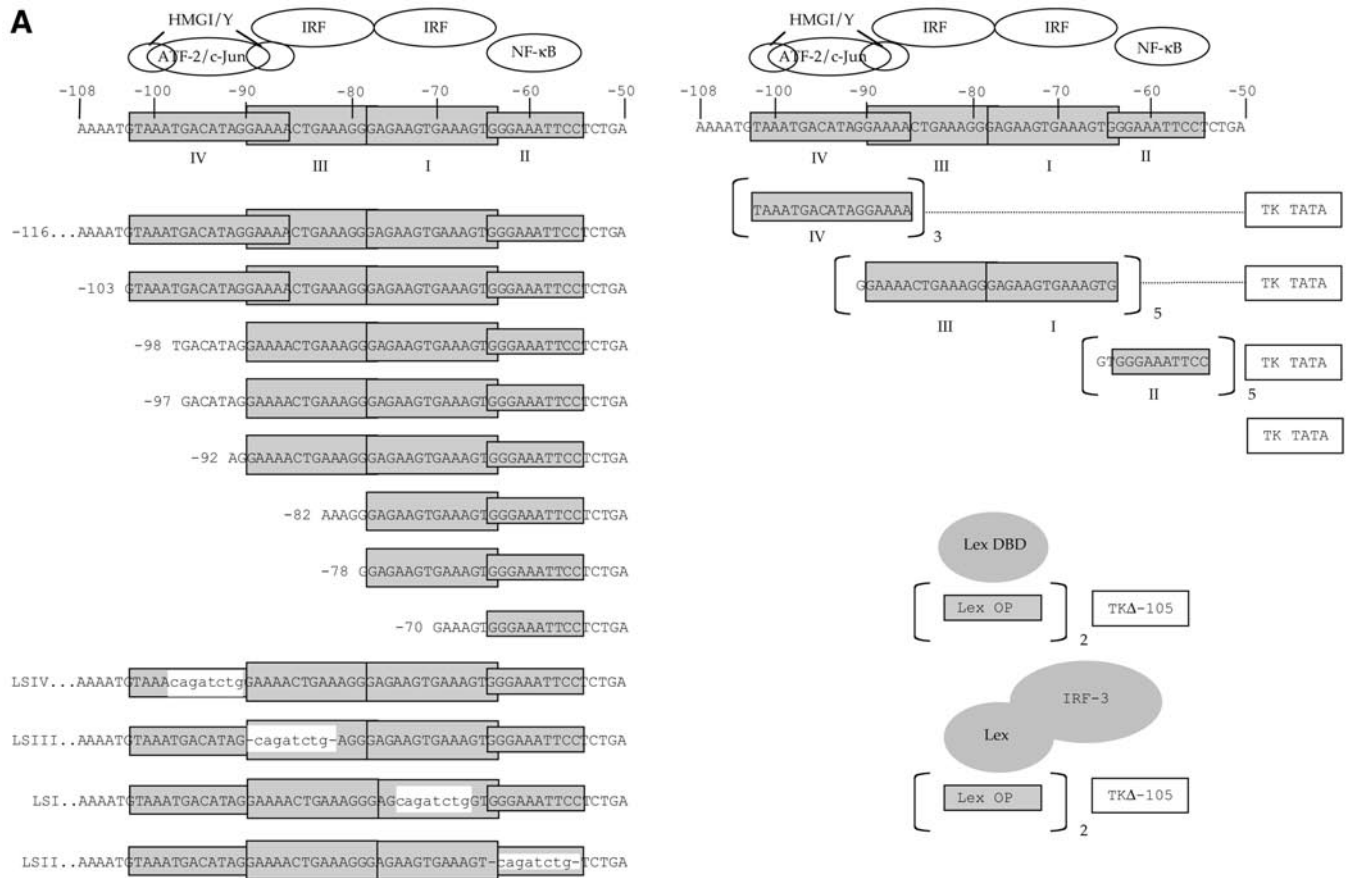 A
HMGI/Y IRF IRF
ATF-2/c-Jun NF-κB
-108 -100 -90 -80 -70 -60 -50
AAAATGTAAATGACATAGGAAAACTGAAAGGGAGAAGTGAAAGTGGGAAATTCCTCTGA
IV III I II
-116...AAAATGTAAATGACATAGGAAAACTGAAAGGGAGAAGTGAAAGTGGGAAATTCCTCTGA
-103 GTAAATGACATAGGAAAACTGAAAGGGAGAAGTGAAAGTGGGAAATTCCTCTGA
-98 TGACATAGGAAAACTGAAAGGGAGAAGTGAAAGTGGGAAATTCCTCTGA
-97 GACATAGGAAAACTGAAAGGGAGAAGTGAAAGTGGGAAATTCCTCTGA
-92 AGGAAAACTGAAAGGGAGAAGTGAAAGTGGGAAATTCCTCTGA
-82 AAAGGGAGAAGTGAAAGTGGGAAATTCCTCTGA
-78 GGAGAAGTGAAAGTGGGAAATTCCTCTGA
-70 GAAAGTGGGAAATTCCTCTGA
LSIV...AAAATGTAAAcagatctgGAAAACTGAAAGGGAGAAGTGAAAGTGGGAAATTCCTCTGA
LSIII..AAAATGTAAATGACATAG-cagatctg-AGGGAGAAGTGAAAGTGGGAAATTCCTCTGA
LSI..AAAATGTAAATGACATAGGAAAACTGAAAGGGAGcagatctgGTGGGAAATTCCTCTGA
LSII..AAAATGTAAATGACATAGGAAAACTGAAAGGGAGAAGTGAAAGT-cagatctg-TCTGA
HMGI/Y IRF IRF
ATF-2/c-Jun NF-κB
-108 -100 -90 -80 -70 -60 -50
AAAATGTAAATGACATAGGAAAACTGAAAGGGAGAAGTGAAAGTGGGAAATTCCTCTGA
IV III I II
TAAATGACATAGGAAAA TK TATA
IV 3
GGAAAACTGAAAGGGAGAAGTGAAAGTG TK TATA
III I 5
GTGGGAAATTCC TK TATA
II 5
TK TATA
Lex DBD
Lex OP TKΔ-105
2
IRF-3
Lex
Lex OP TKΔ-105
2